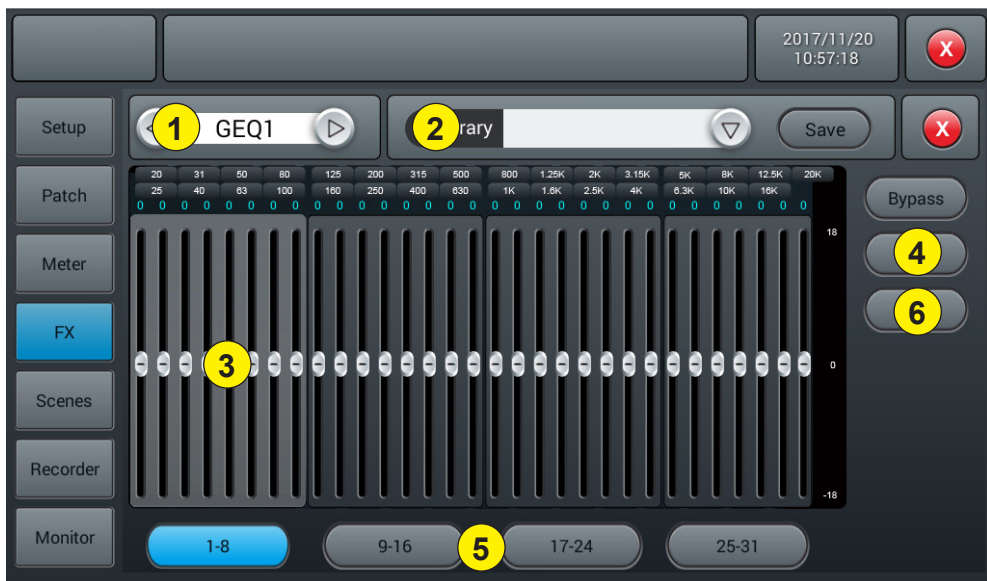 2017/11/20
10:57:18
X
Setup
Patch
Meter
FX
Scenes
Recorder
Monitor
1
GEQ1
2
rary
Save
X
20 31 50 80 125 200 315 500 800 1.25K 2K 3.15K 5K 8K 12.5K 20K
25 40 63 100 160 250 400 630 1K 1.6K 2.5K 4K 6.3K 10K 16K
0 0 0 0 0 0 0 0 0 0 0 0 0 0 0 0 0 0 0 0 0 0 0 0 0 0 0 0 0 0 0
18
0
-18
3
Bypass
4
6
1-8
9-16
5
17-24
25-31